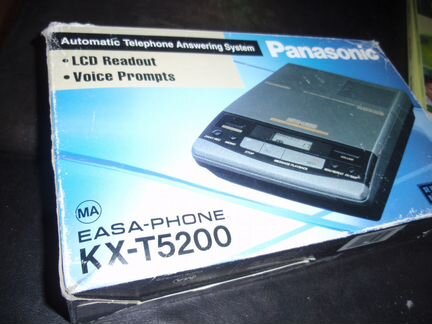 Automatic Telephone Answering System
Panasonic
• LCD Readout
• Voice Prompts
MA
EASA-PHONE
KX-T5200